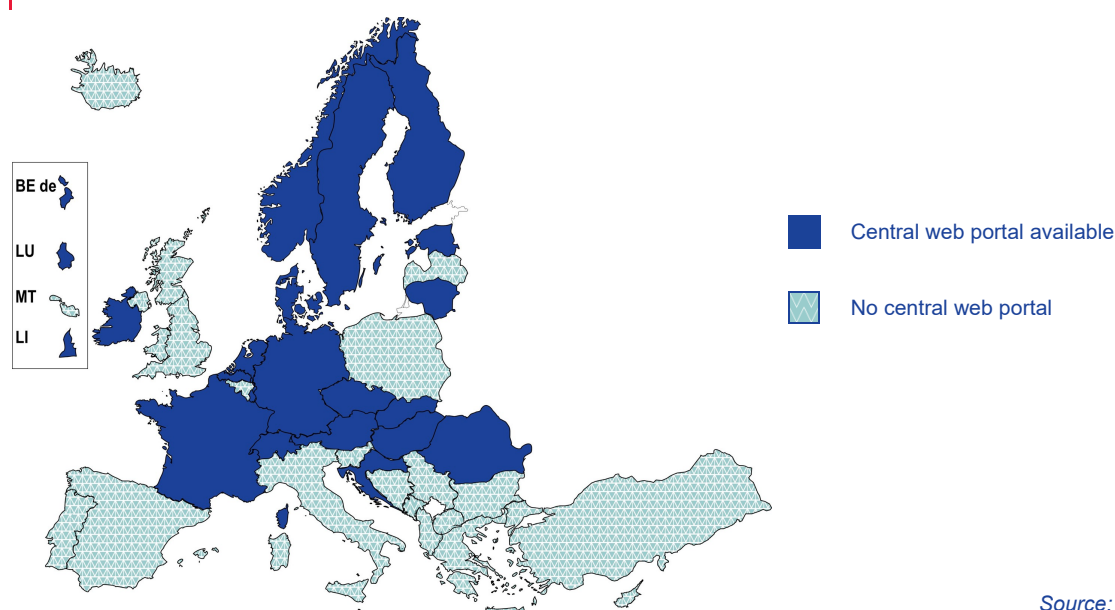 BE de
LU
MT
LI
Central web portal available
No central web portal
Source: